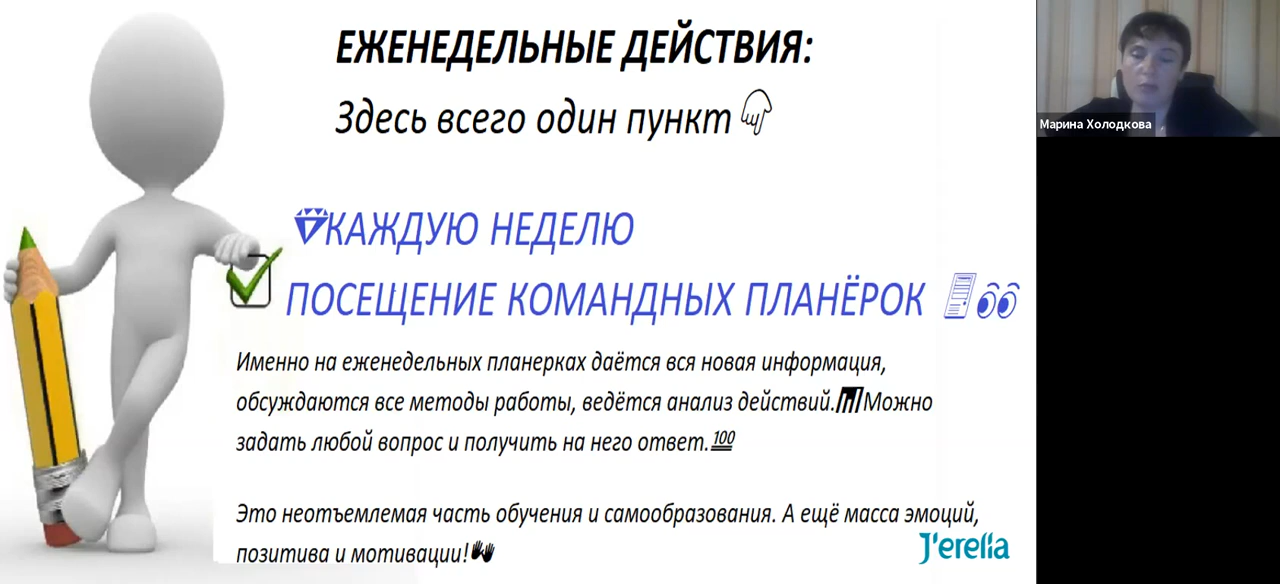 ЕЖЕНЕДЕЛЬНЫЕ ДЕЙСТВИЯ:
Здесь всего один пункт👇
💎КАЖДУЮ НЕДЕЛЮ
ПОСЕЩЕНИЕ КОМАНДНЫХ ПЛАНЁРОК 📃👀
Именно на еженедельных планерках даётся вся новая информация,
обсуждаются все методы работы, ведётся анализ действий.📊Можно
задать любой вопрос и получить на него ответ.💯
Это неотъемлемая часть обучения и самообразования. А ещё масса эмоций,
позитива и мотивации!👐
J'erelia
Марина Холодкова